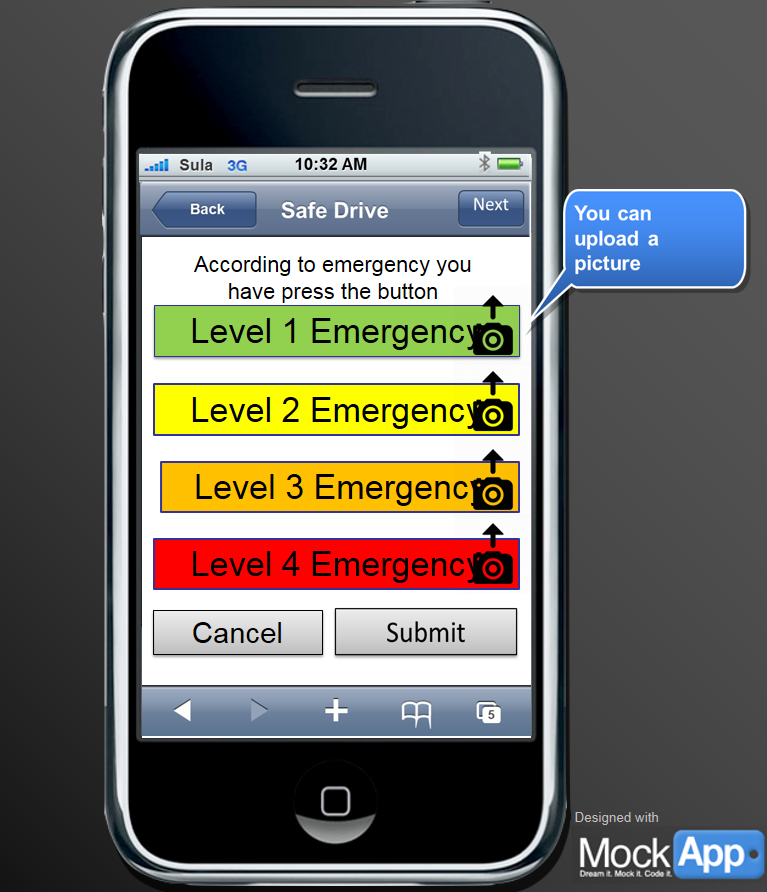 Sula 3G 10:32 AM
Back Safe Drive Next
According to emergency you
have press the button
Level 1 Emergency
Level 2 Emergency
Level 3 Emergency
Level 4 Emergency
Cancel Submit
5
You can
upload a
picture
Designed with
MockApp
Dream it. Mock it. Code it.